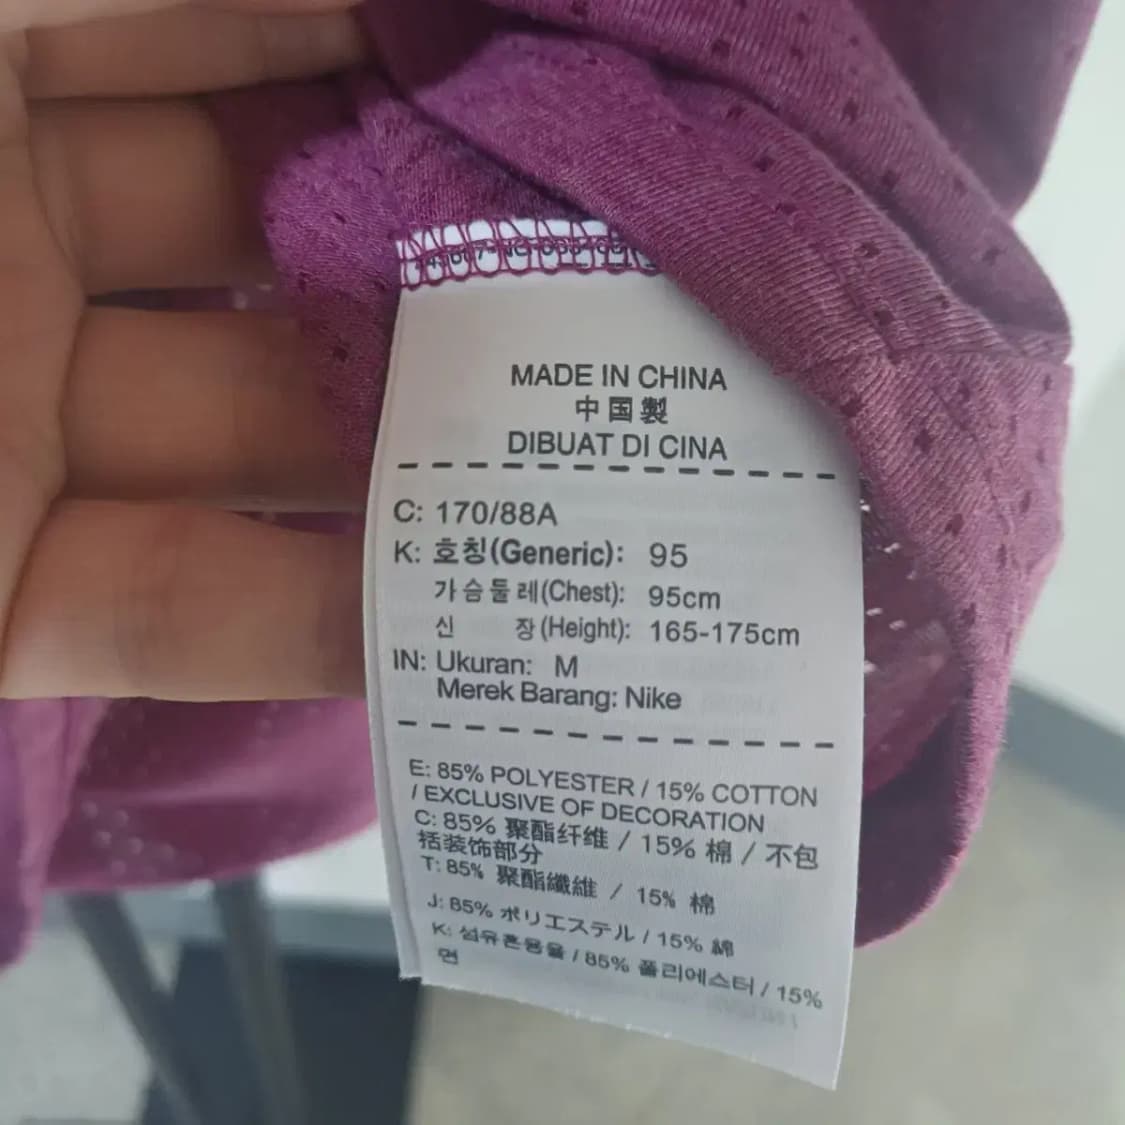 MADE IN CHINA
中国製
DIBUAT DI CINA
C: 170/88A
K: 호칭(Generic): 95
가슴둘레(Chest): 95cm
신 장(Height): 165-175cm
IN: Ukuran: M
Merek Barang: Nike
E: 85% POLYESTER / 15% COTTON
/ EXCLUSIVE OF DECORATION
C: 85% 聚酯纤维 / 15% 棉 / 不包
括装饰部分
T: 85% 聚酯纖維 / 15% 棉
J: 85% ポリエステル / 15% 綿
K: 섬유혼용율 / 85% 폴리에스터 / 15%
면